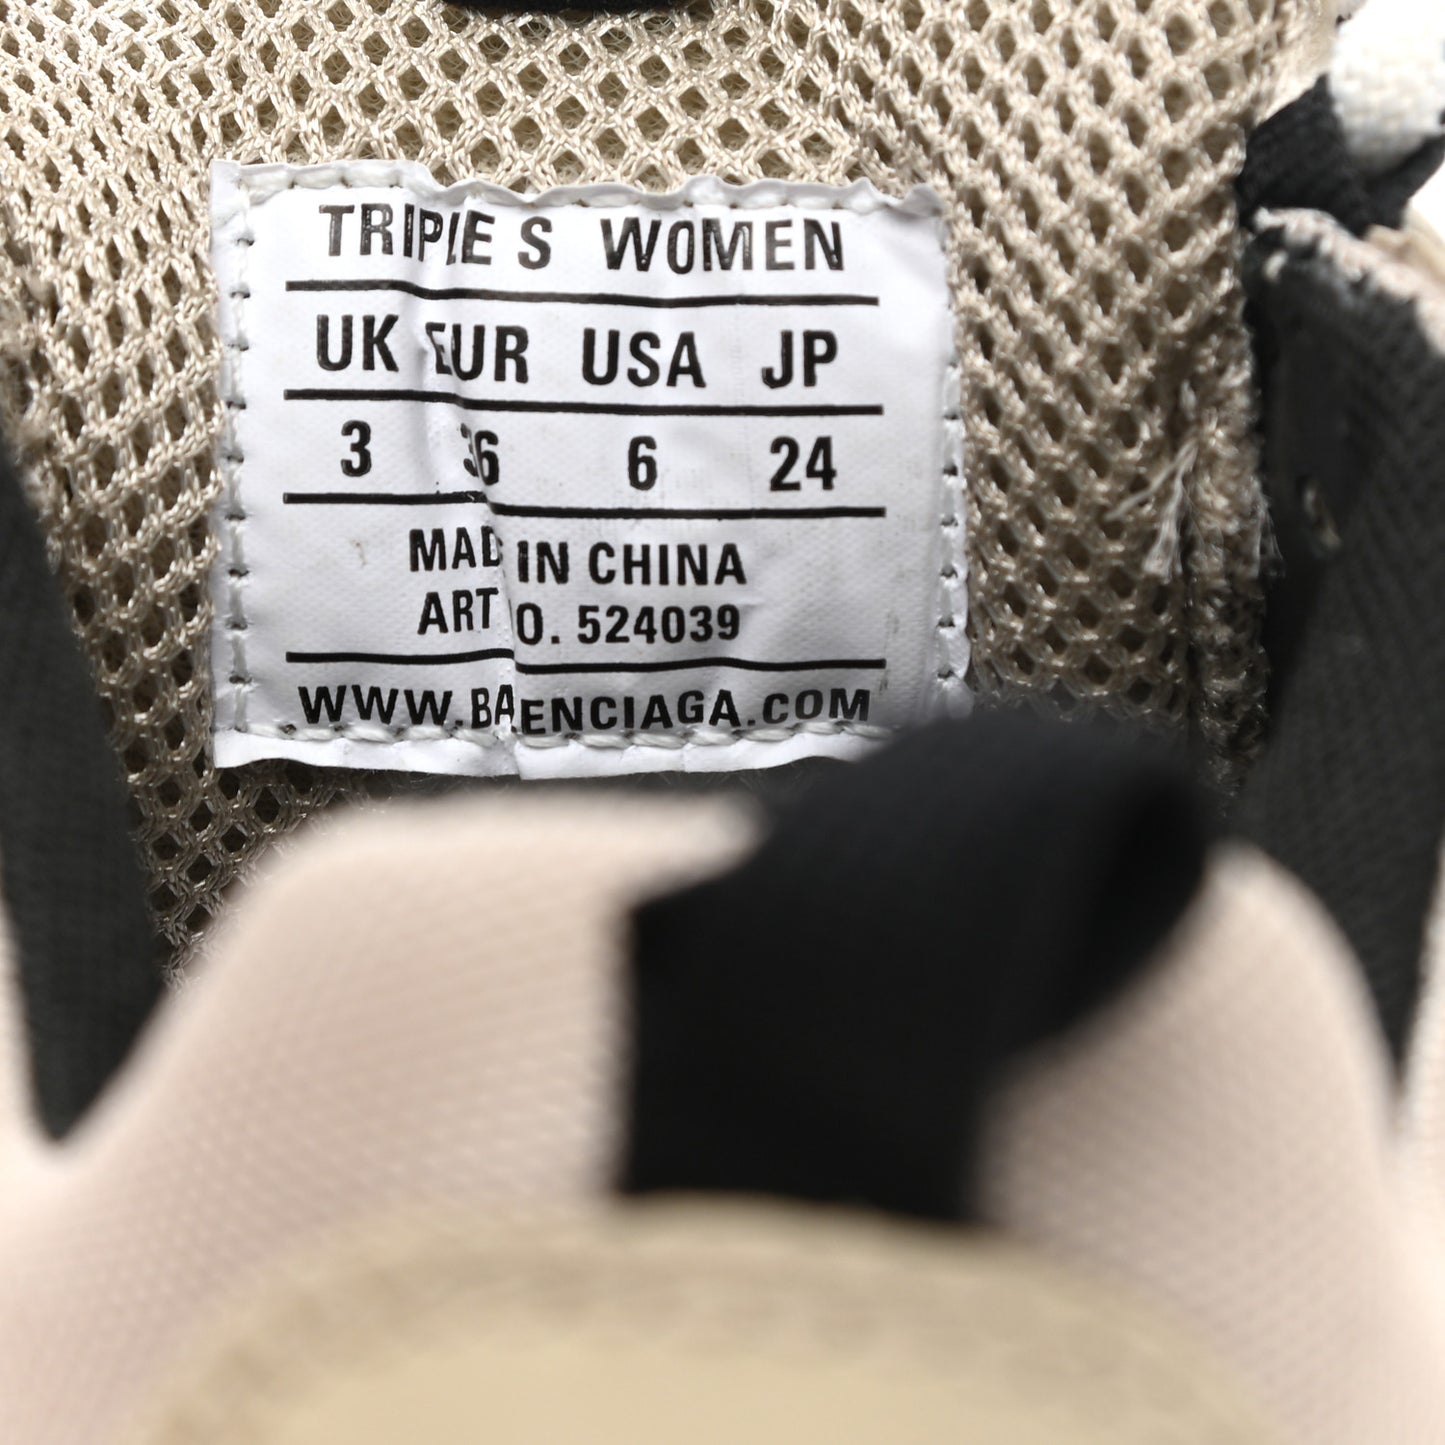 TRIPLE S WOMEN
UK EUR USA JP
3 36 6 24
MADE IN CHINA
ART NO. 524039
WWW.BALENCIAGA.COM